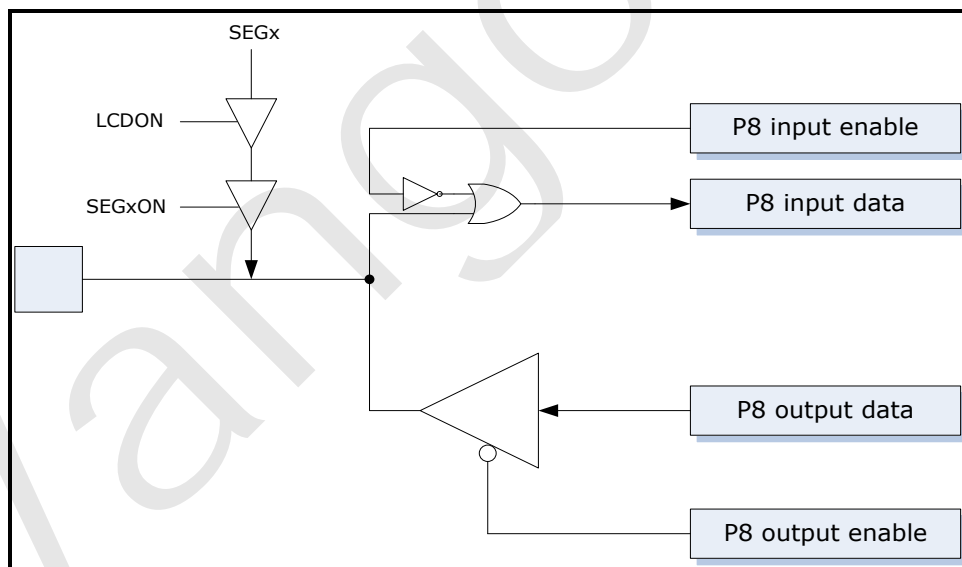 SEGx
LCDON
P8 input enable
P8 input data
SEGxON
P8 output data
P8 output enable